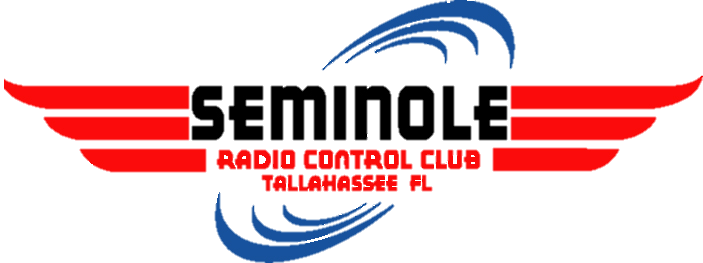 SEMINOLE
RADIO CONTROL CLUB
TALLAHASSEE FL